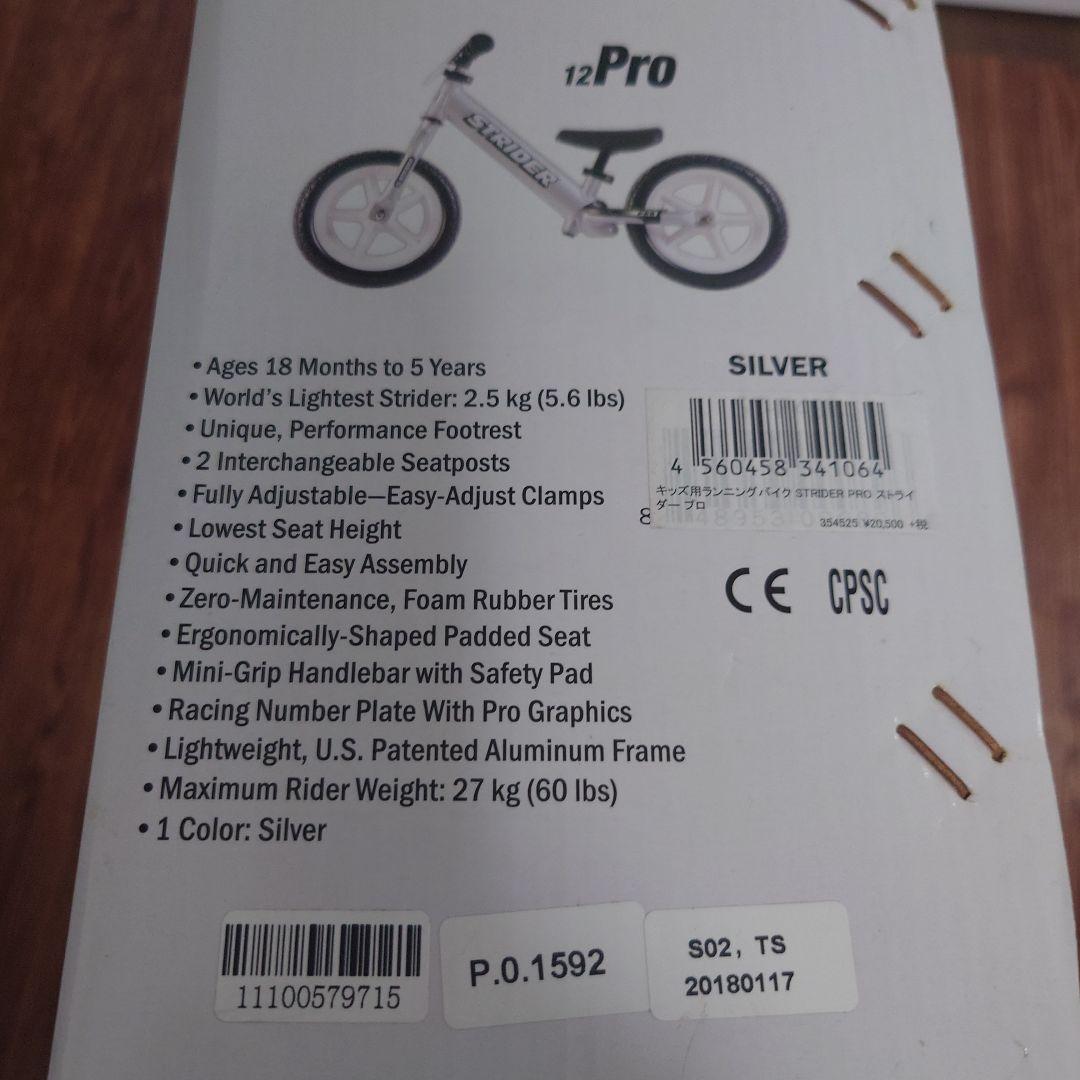 12Pro
STRIDER
• Ages 18 Months to 5 Years
• World's Lightest Strider: 2.5 kg (5.6 lbs)
• Unique, Performance Footrest
• 2 Interchangeable Seatposts
• Fully Adjustable—Easy-Adjust Clamps
• Lowest Seat Height
• Quick and Easy Assembly
• Zero-Maintenance, Foam Rubber Tires
• Ergonomically-Shaped Padded Seat
• Mini-Grip Handlebar with Safety Pad
• Racing Number Plate With Pro Graphics
• Lightweight, U.S. Patented Aluminum Frame
• Maximum Rider Weight: 27 kg (60 lbs)
• 1 Color: Silver
SILVER
4 560458 341064
キッズ用ランニングバイク STRIDER PRO ストライ
ダー プロ
354525 ¥20,500 +税
8
CE CPSC
11100579715
P.0.1592
S02, TS
20180117